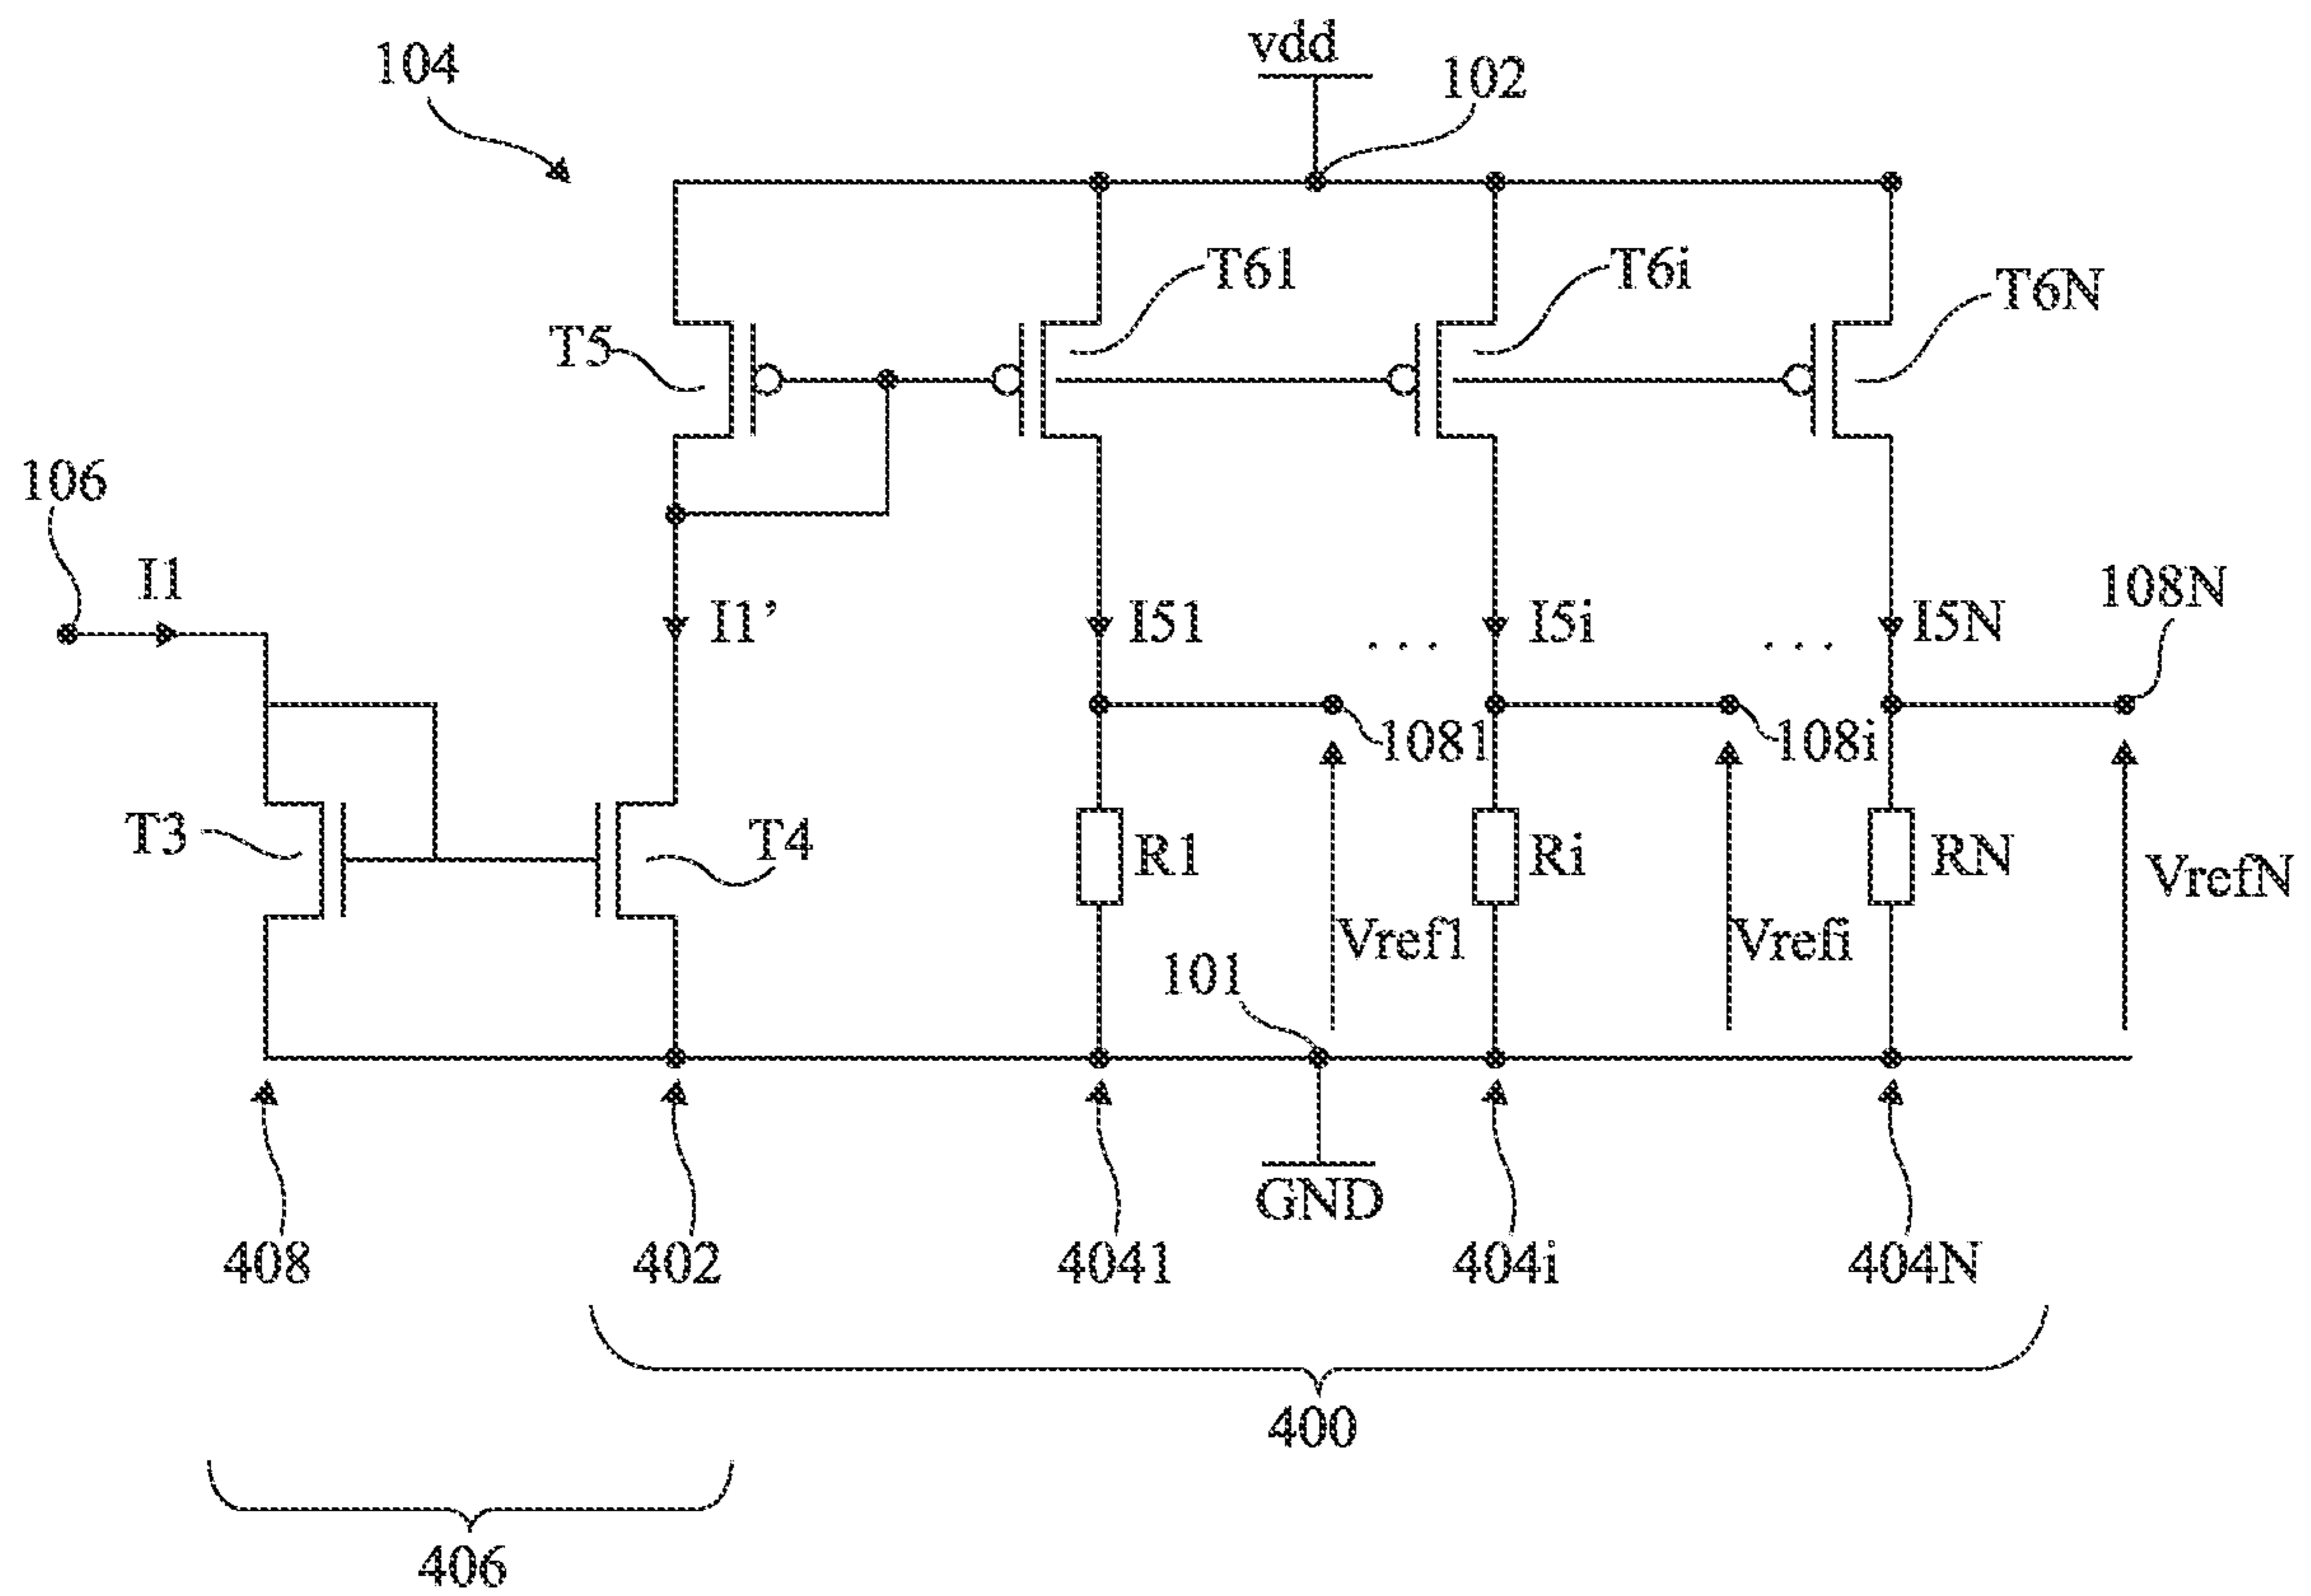 vdd
104
102
T61
T6i
T6N
T5
106
I1
I1’
I51
. . .
I5i
. . .
I5N
108N
1081
108i
T3
T4
R1
Ri
RN
VrefN
Vref1
Vrefi
101
GND
408
402
4041
404i
404N
400
406